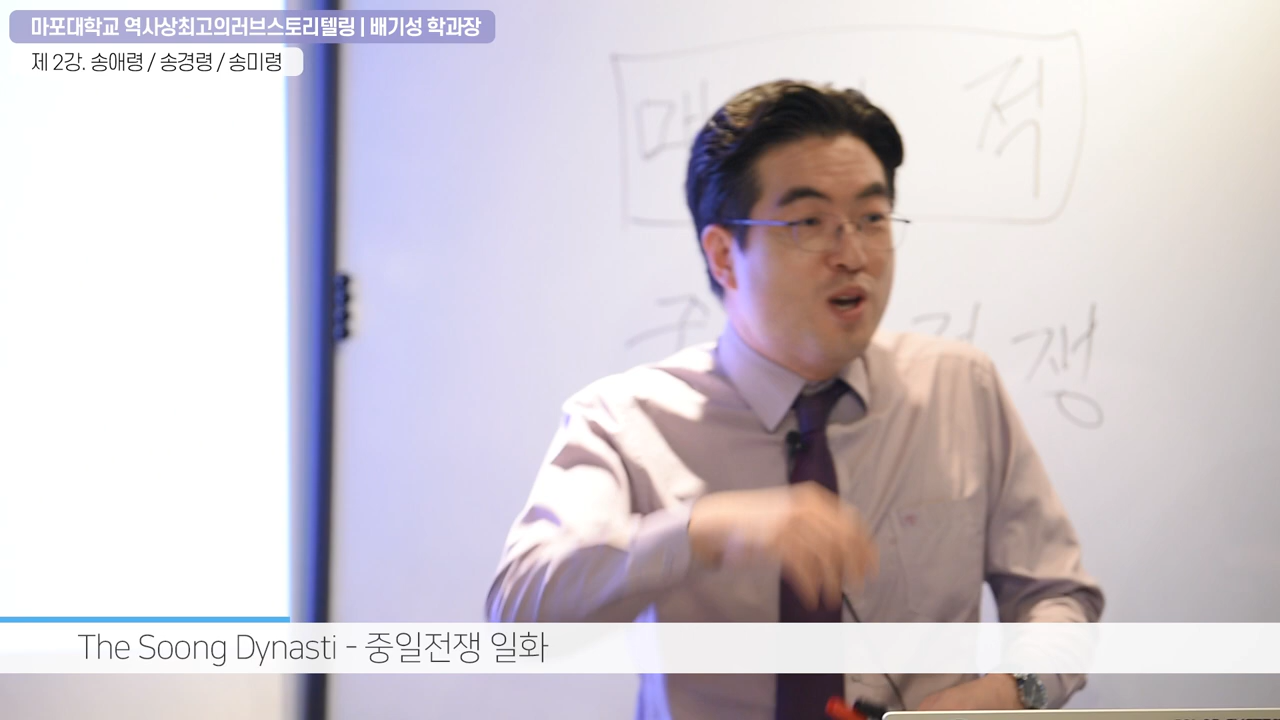 마포대학교 역사상최고의러브스토리텔링 | 배기성 학과장
제 2강. 송애령 / 송경령 / 송미령
적
쟁
The Soong Dynasti - 중일전쟁 일화